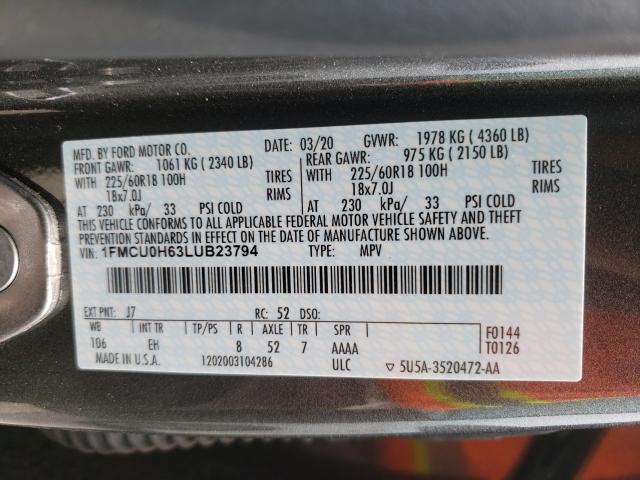 MFD. BY FORD MOTOR CO. DATE: 03/20 GVWR: 1978 KG ( 4360 LB)
FRONT GAWR: 1061 KG ( 2340 LB) REAR GAWR: 975 KG ( 2150 LB)
WITH 225/60R18 100H TIRES WITH 225/60R18 100H TIRES
18x7.0J RIMS 18x7.0J RIMS
AT 230 kPa/ 33 PSI COLD AT 230 kPa/ 33 PSI COLD
THIS VEHICLE CONFORMS TO ALL APPLICABLE FEDERAL MOTOR VEHICLE SAFETY AND THEFT
PREVENTION STANDARDS IN EFFECT ON THE DATE OF MANUFACTURE SHOWN ABOVE.
VIN: 1FMCU0H63LUB23794 TYPE: MPV
EXT PNT: J7 RC: 52 DSO:
WB INT TR TP/PS R AXLE TR SPR F0144
106 EH 8 52 7 AAAA T0126
MADE IN U.S.A. 1202003104286 ULC ▽ 5U5A-3520472-AA